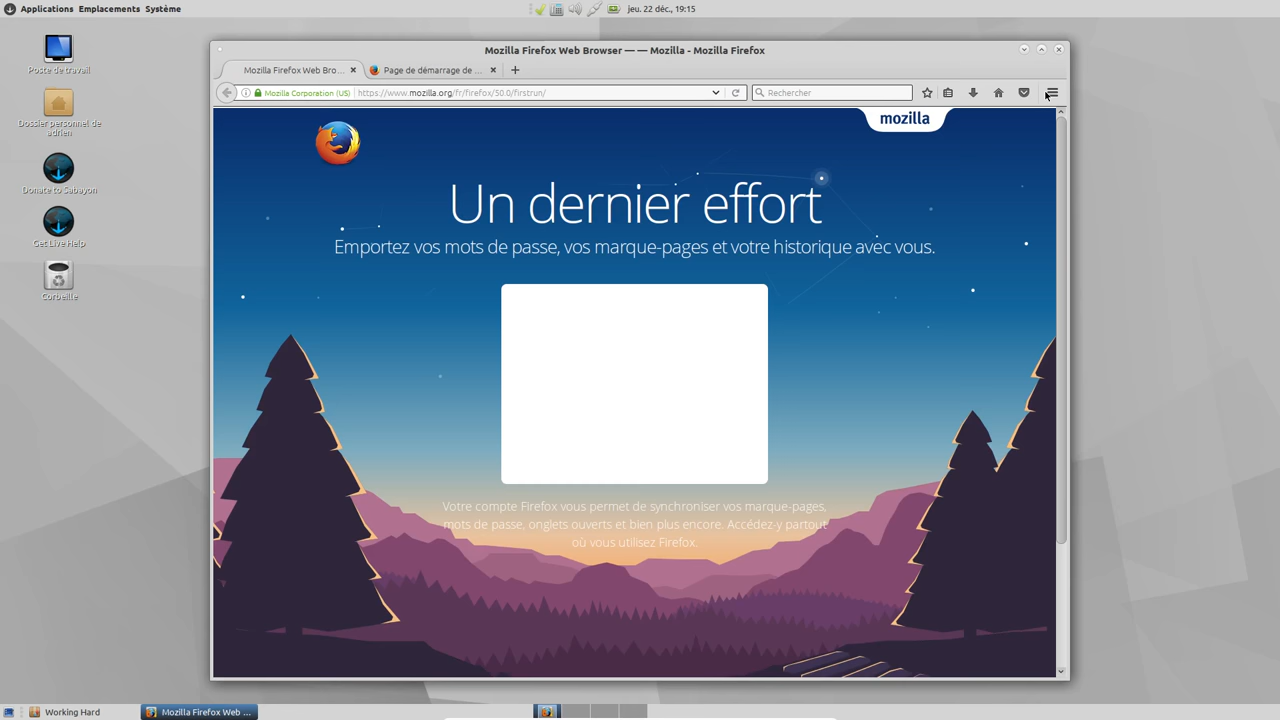 Applications Emplacements Système
jeu. 22 déc., 19:15
Poste de travail
Dossier personnel de
adrien
Donate to Sabayon
Get Live Help
Corbeille
Mozilla Firefox Web Browser — — Mozilla - Mozilla Firefox
Mozilla Firefox Web Bro...
Page de démarrage de ...
Mozilla Corporation (US)
https://www.mozilla.org/fr/firefox/50.0/firstrun/
Rechercher
mozilla
Un dernier effort
Emportez vos mots de passe, vos marque-pages et votre historique avec vous.
Votre compte Firefox vous permet de synchroniser vos marque-pages,
mots de passe, onglets ouverts et bien plus encore. Accédez-y partout
où vous utilisez Firefox.
Working Hard
Mozilla Firefox Web ...